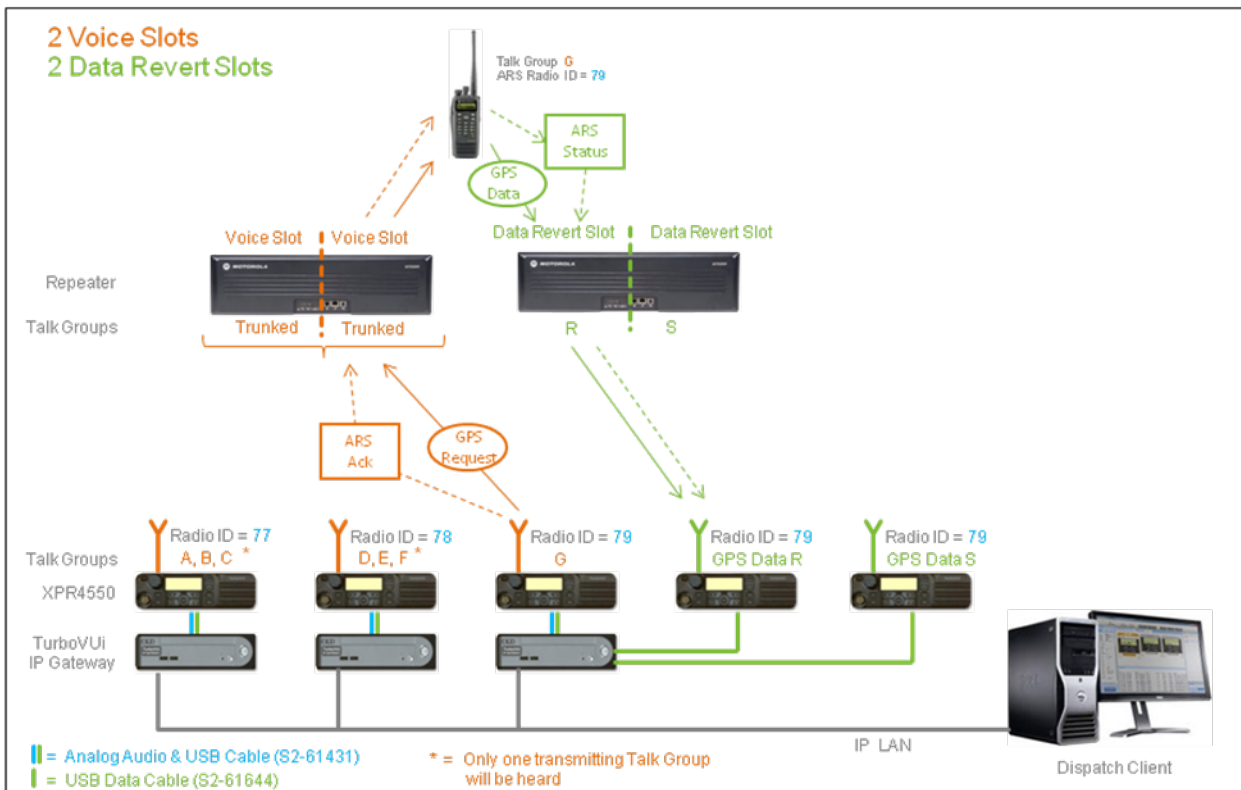 2 Voice Slots
2 Data Revert Slots
Talk Group G
ARS Radio ID = 79
ARS
Status
GPS
Data
Voice Slot Voice Slot
Data Revert Slot Data Revert Slot
MOTOROLA
MOTOROLA
Repeater
Talk Groups
Trunked Trunked
R S
ARS
Ack
GPS
Request
Radio ID = 77
Radio ID = 78
Radio ID = 79
Radio ID = 79
Radio ID = 79
Talk Groups
A, B, C *
D, E, F *
G
GPS Data R
GPS Data S
XPR4550
TurboVUi
IP Gateway
IP LAN
Dispatch Client
= Analog Audio & USB Cable (S2-61431)
= USB Data Cable (S2-61644)
* = Only one transmitting Talk Group
will be heard